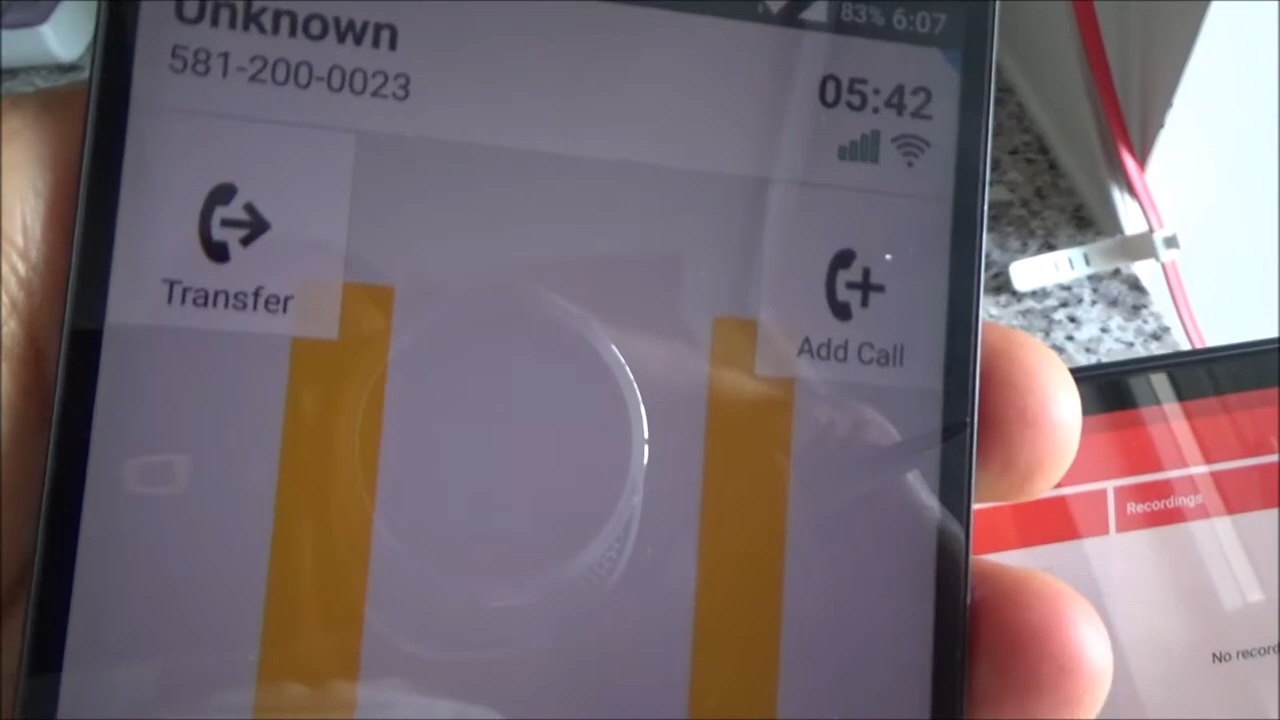 Unknown
83% 6:07
581-200-0023
05:42
Transfer
Add Call
Recordings
No record